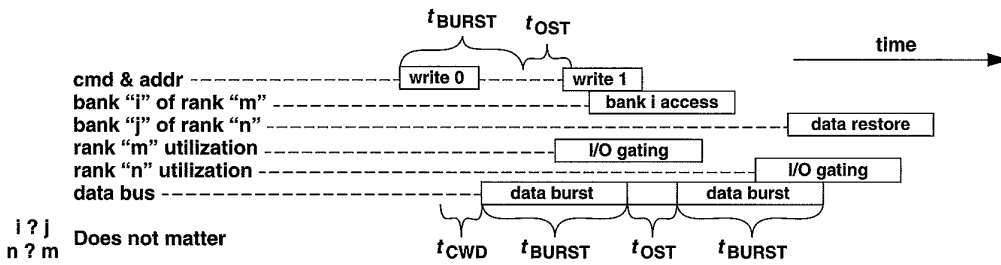 tBURST tOST
time
cmd & addr write 0 write 1
bank “i” of rank “m” bank i access
bank “j” of rank “n” data restore
rank “m” utilization I/O gating
rank “n” utilization I/O gating
data bus data burst data burst
i ? j
n ? m Does not matter
tCWD tBURST tOST tBURST